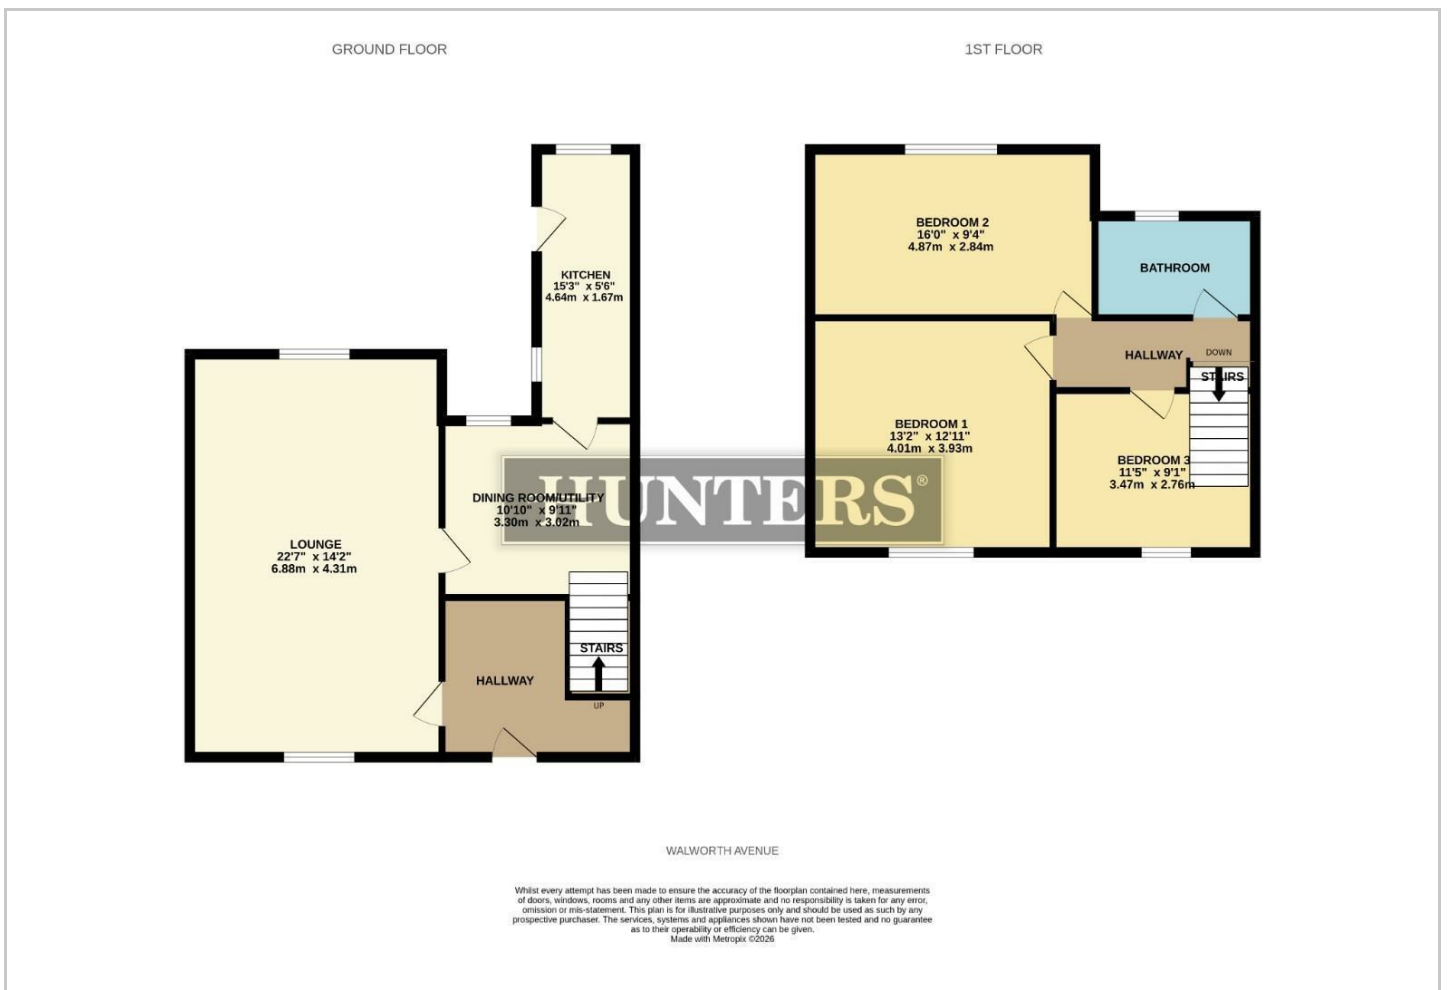 GROUND FLOOR
1ST FLOOR
KITCHEN
15'3" x 5'6"
4.64m x 1.67m
LOUNGE
22'7" x 14'2"
6.88m x 4.31m
DINING ROOM/UTILITY
10'10" x 9'11"
3.30m x 3.02m
HALLWAY
STAIRS
UP
BEDROOM 2
16'0" x 9'4"
4.87m x 2.84m
BATHROOM
HALLWAY
DOWN
STAIRS
BEDROOM 1
13'2" x 12'11"
4.01m x 3.93m
BEDROOM 3
11'5" x 9'1"
3.47m x 2.76m
HUNTERS®
WALWORTH AVENUE
Whilst every attempt has been made to ensure the accuracy of the floorplan contained here, measurements
of doors, windows, rooms and any other items are approximate and no responsibility is taken for any error,
omission or mis-statement. This plan is for illustrative purposes only and should be used as such by any
prospective purchaser. The services, systems and appliances shown have not been tested and no guarantee
as to their operability or efficiency can be given.
Made with Metropix ©2026